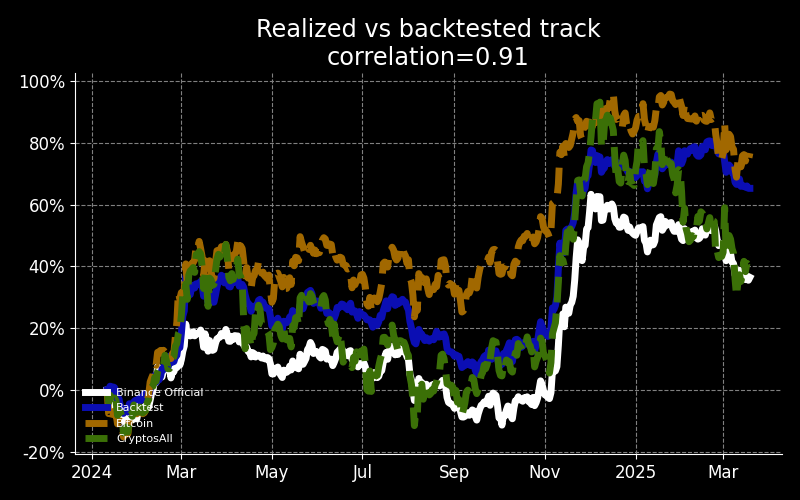 Realized vs backtested track
correlation=0.91
100%
80%
60%
40%
20%
0%
-20%
Binance Official
Backtest
Bitcoin
CryptosAll
2024 Mar May Jul Sep Nov 2025 Mar